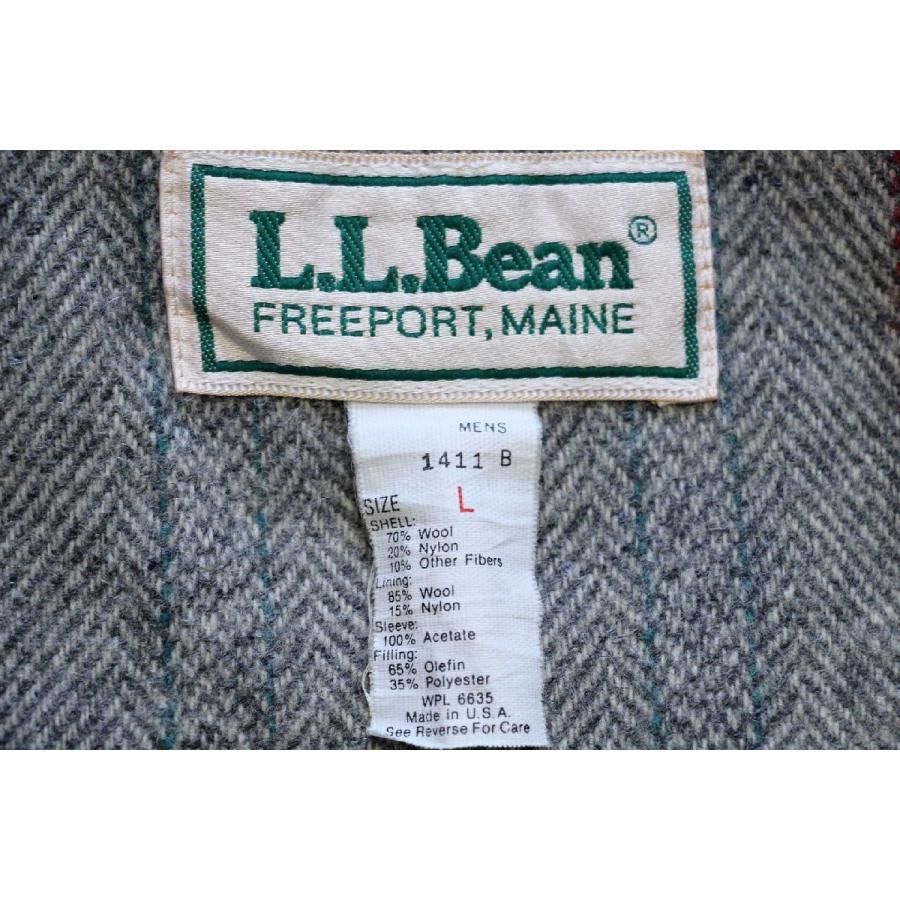 L.L.Bean®
FREEPORT, MAINE
MENS
1411 B
SIZE L
SHELL:
70% Wool
20% Nylon
10% Other Fibers
Lining:
85% Wool
15% Nylon
Sleeve:
100% Acetate
Filling:
65% Olefin
35% Polyester
WPL 6635
Made in U.S.A.
See Reverse For Care